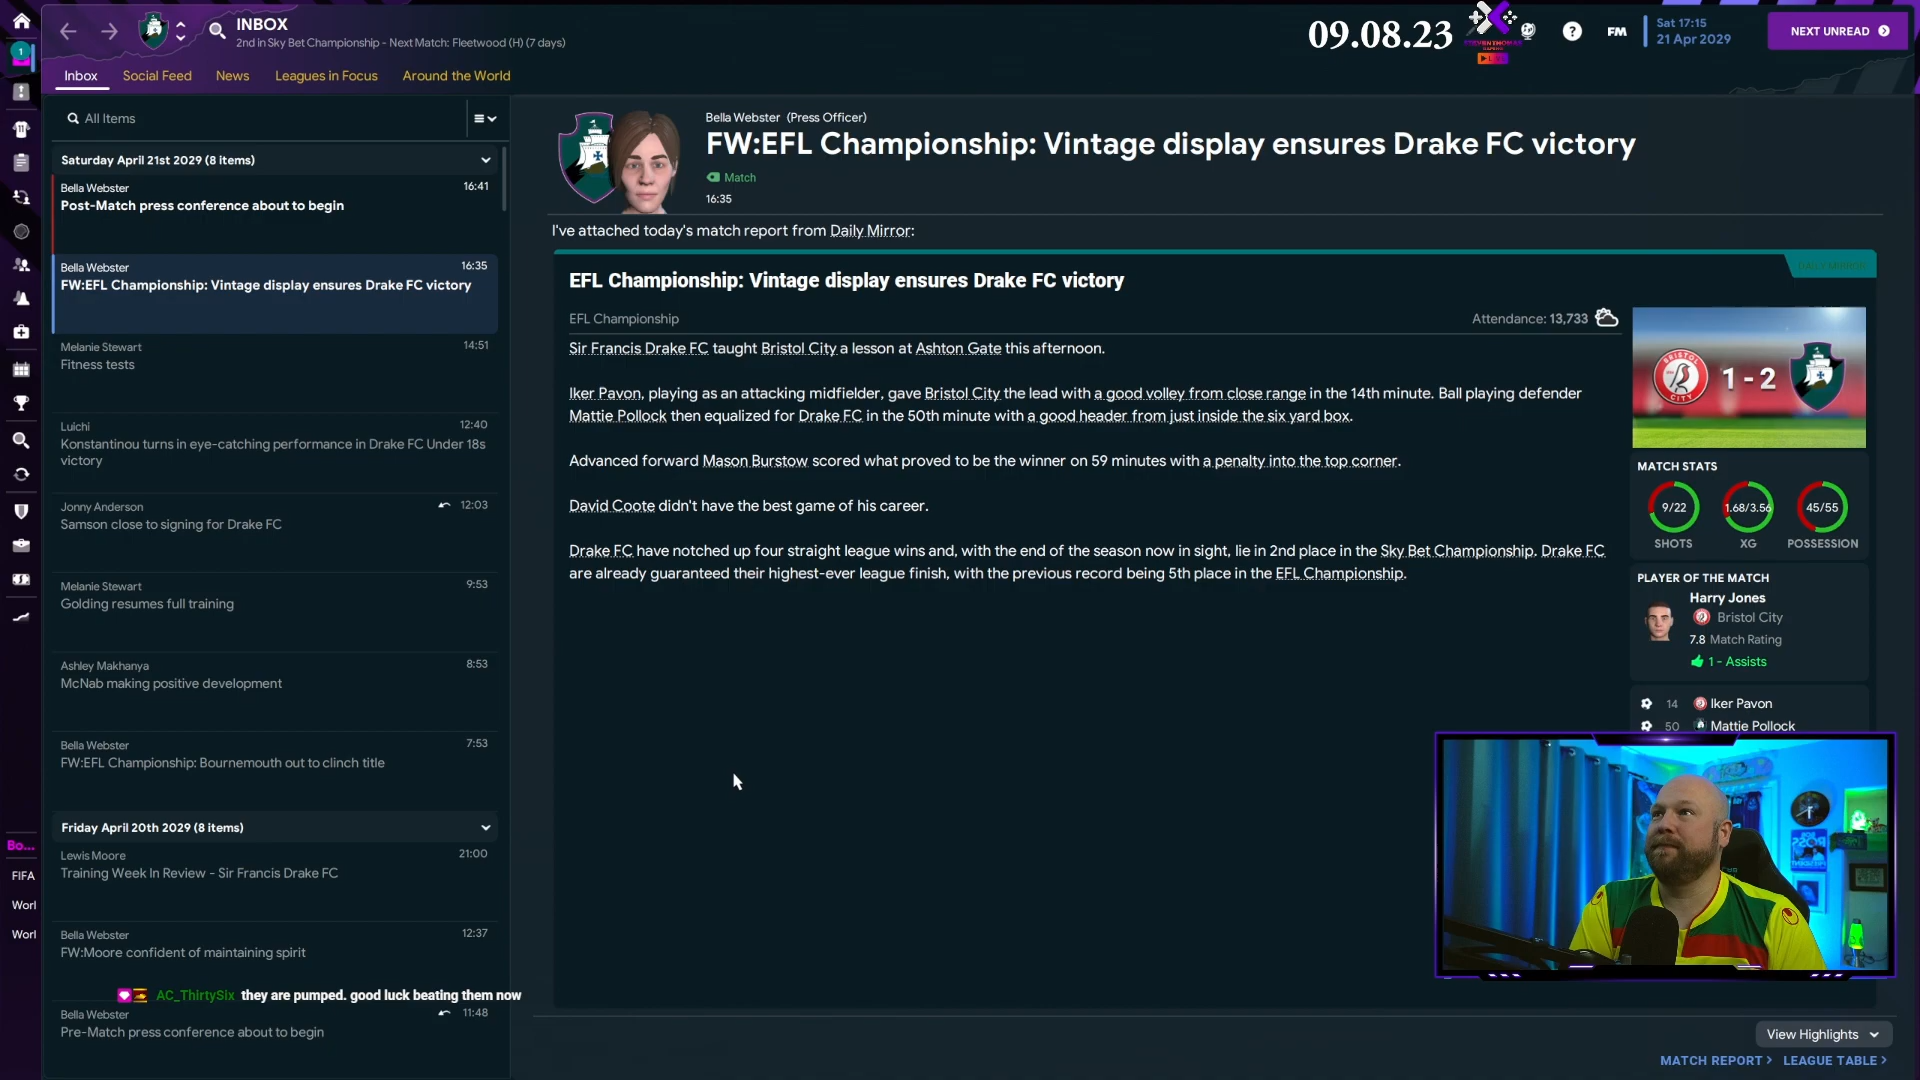 INBOX
2nd in Sky Bet Championship - Next Match: Fleetwood (H) (7 days)
09.08.23
FM
Sat 17:15
21 Apr 2029
NEXT UNREAD
1
Inbox
Social Feed
News
Leagues in Focus
Around the World
All Items
Saturday April 21st 2029 (8 items)
Bella Webster
16:41
Post-Match press conference about to begin
Bella Webster
16:35
FW:EFL Championship: Vintage display ensures Drake FC victory
Melanie Stewart
14:51
Fitness tests
Luichi
12:40
Konstantinou turns in eye-catching performance in Drake FC Under 18s
victory
Jonny Anderson
12:03
Samson close to signing for Drake FC
Melanie Stewart
9:53
Golding resumes full training
Ashley Makhanya
8:53
McNab making positive development
Bella Webster
7:53
FW:EFL Championship: Bournemouth out to clinch title
Friday April 20th 2029 (8 items)
Lewis Moore
21:00
Training Week In Review - Sir Francis Drake FC
Bella Webster
12:37
FW:Moore confident of maintaining spirit
AC_ThirtySix they are pumped. good luck beating them now
Bella Webster
11:48
Pre-Match press conference about to begin
Bo...
FIFA
Worl
Worl
Bella Webster (Press Officer)
FW:EFL Championship: Vintage display ensures Drake FC victory
Match
16:35
I've attached today's match report from Daily Mirror:
EFL Championship: Vintage display ensures Drake FC victory
DAILY MIRROR
EFL Championship
Attendance: 13,733
Sir Francis Drake FC taught Bristol City a lesson at Ashton Gate this afternoon.
Iker Pavon, playing as an attacking midfielder, gave Bristol City the lead with a good volley from close range in the 14th minute. Ball playing defender
Mattie Pollock then equalized for Drake FC in the 50th minute with a good header from just inside the six yard box.
Advanced forward Mason Burstow scored what proved to be the winner on 59 minutes with a penalty into the top corner.
David Coote didn't have the best game of his career.
Drake FC have notched up four straight league wins and, with the end of the season now in sight, lie in 2nd place in the Sky Bet Championship. Drake FC
are already guaranteed their highest-ever league finish, with the previous record being 5th place in the EFL Championship.
BRISTOL
CITY
1 - 2
MATCH STATS
9/22
1.68/3.56
45/55
SHOTS
XG
POSSESSION
PLAYER OF THE MATCH
Harry Jones
Bristol City
7.8 Match Rating
1 - Assists
14 Iker Pavon
50 Mattie Pollock
View Highlights
MATCH REPORT
LEAGUE TABLE